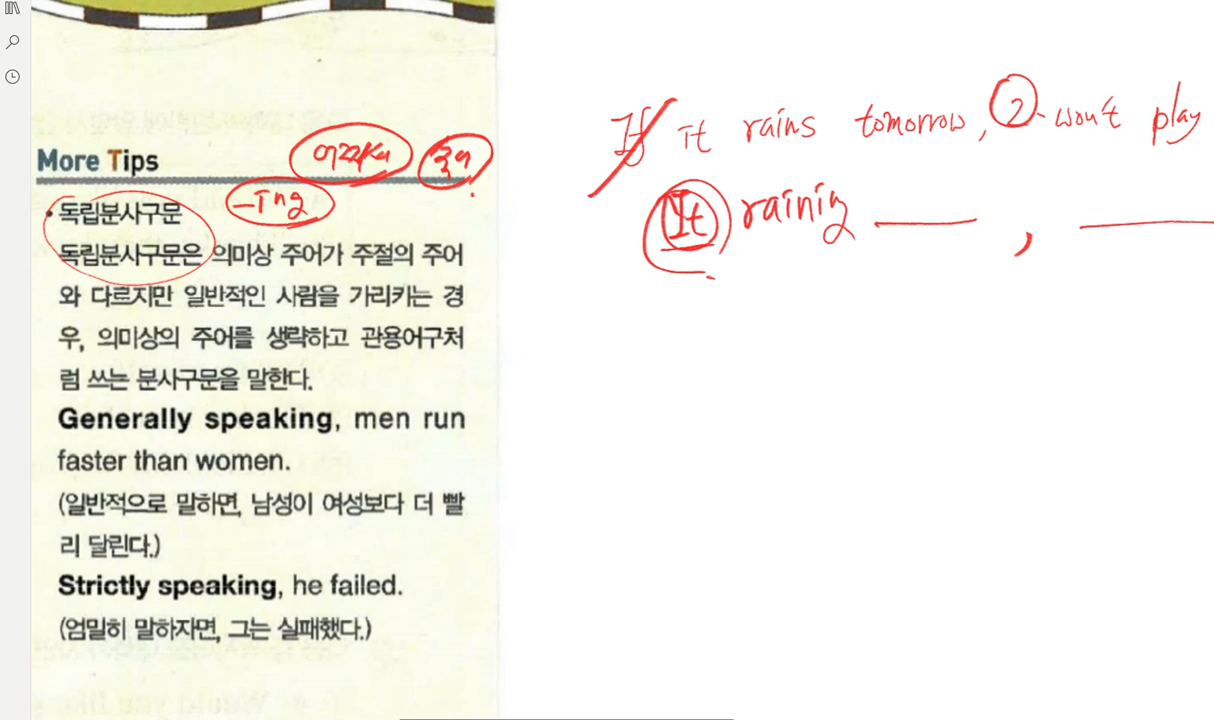 More Tips
-ing
• 독립분사구문
독립분사구문은 의미상 주어가 주절의 주어
와 다르지만 일반적인 사람을 가리키는 경
우, 의미상의 주어를 생략하고 관용어구처
럼 쓰는 분사구문을 말한다.
Generally speaking, men run
faster than women.
(일반적으로 말하면, 남성이 여성보다 더 빨
리 달린다.)
Strictly speaking, he failed.
(엄밀히 말하자면, 그는 실패했다.)
If it rains tomorrow, 2 won't play
It raining ,